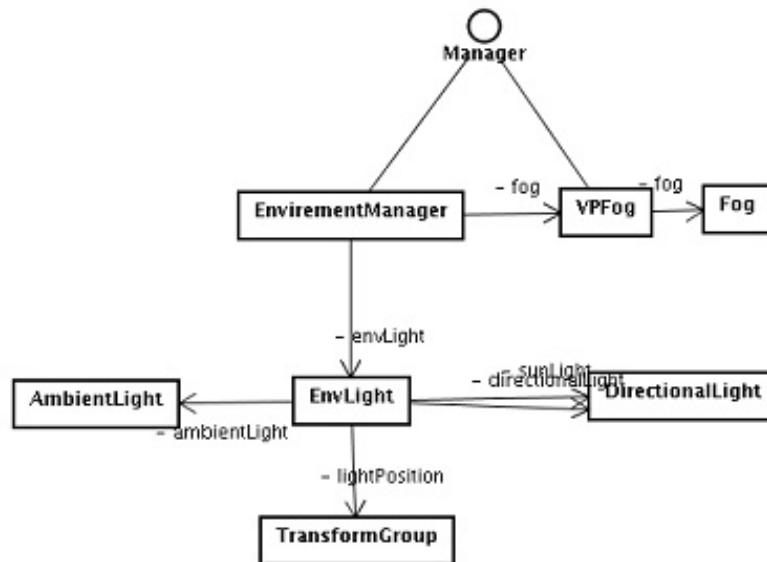 Manager
- fog
- fog
EnvirementManager
VPFog
Fog
- envLight
- sunLight
- directionalLight
AmbientLight
EnvLight
DirectionalLight
- ambientLight
- lightPosition
TransformGroup